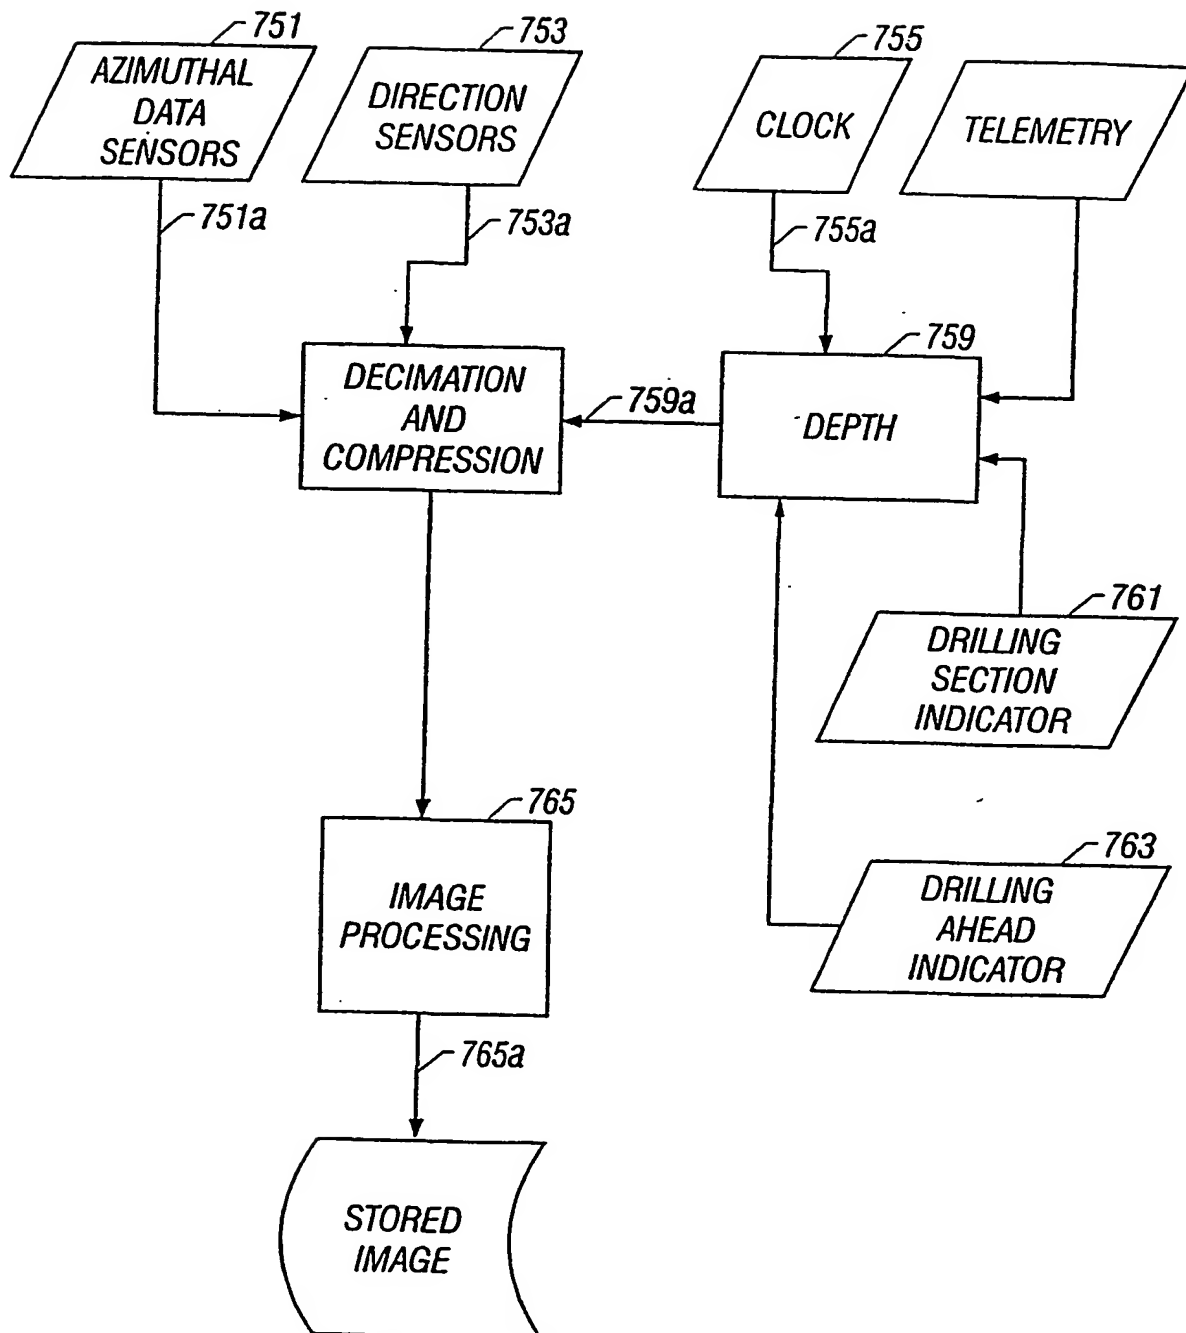 751
AZIMUTHAL
DATA
SENSORS
753
DIRECTION
SENSORS
755
CLOCK
TELEMETRY
751a
753a
755a
DECIMATION
AND
COMPRESSION
759a
759
DEPTH
761
DRILLING
SECTION
INDICATOR
765
IMAGE
PROCESSING
763
DRILLING
AHEAD
INDICATOR
765a
STORED
IMAGE